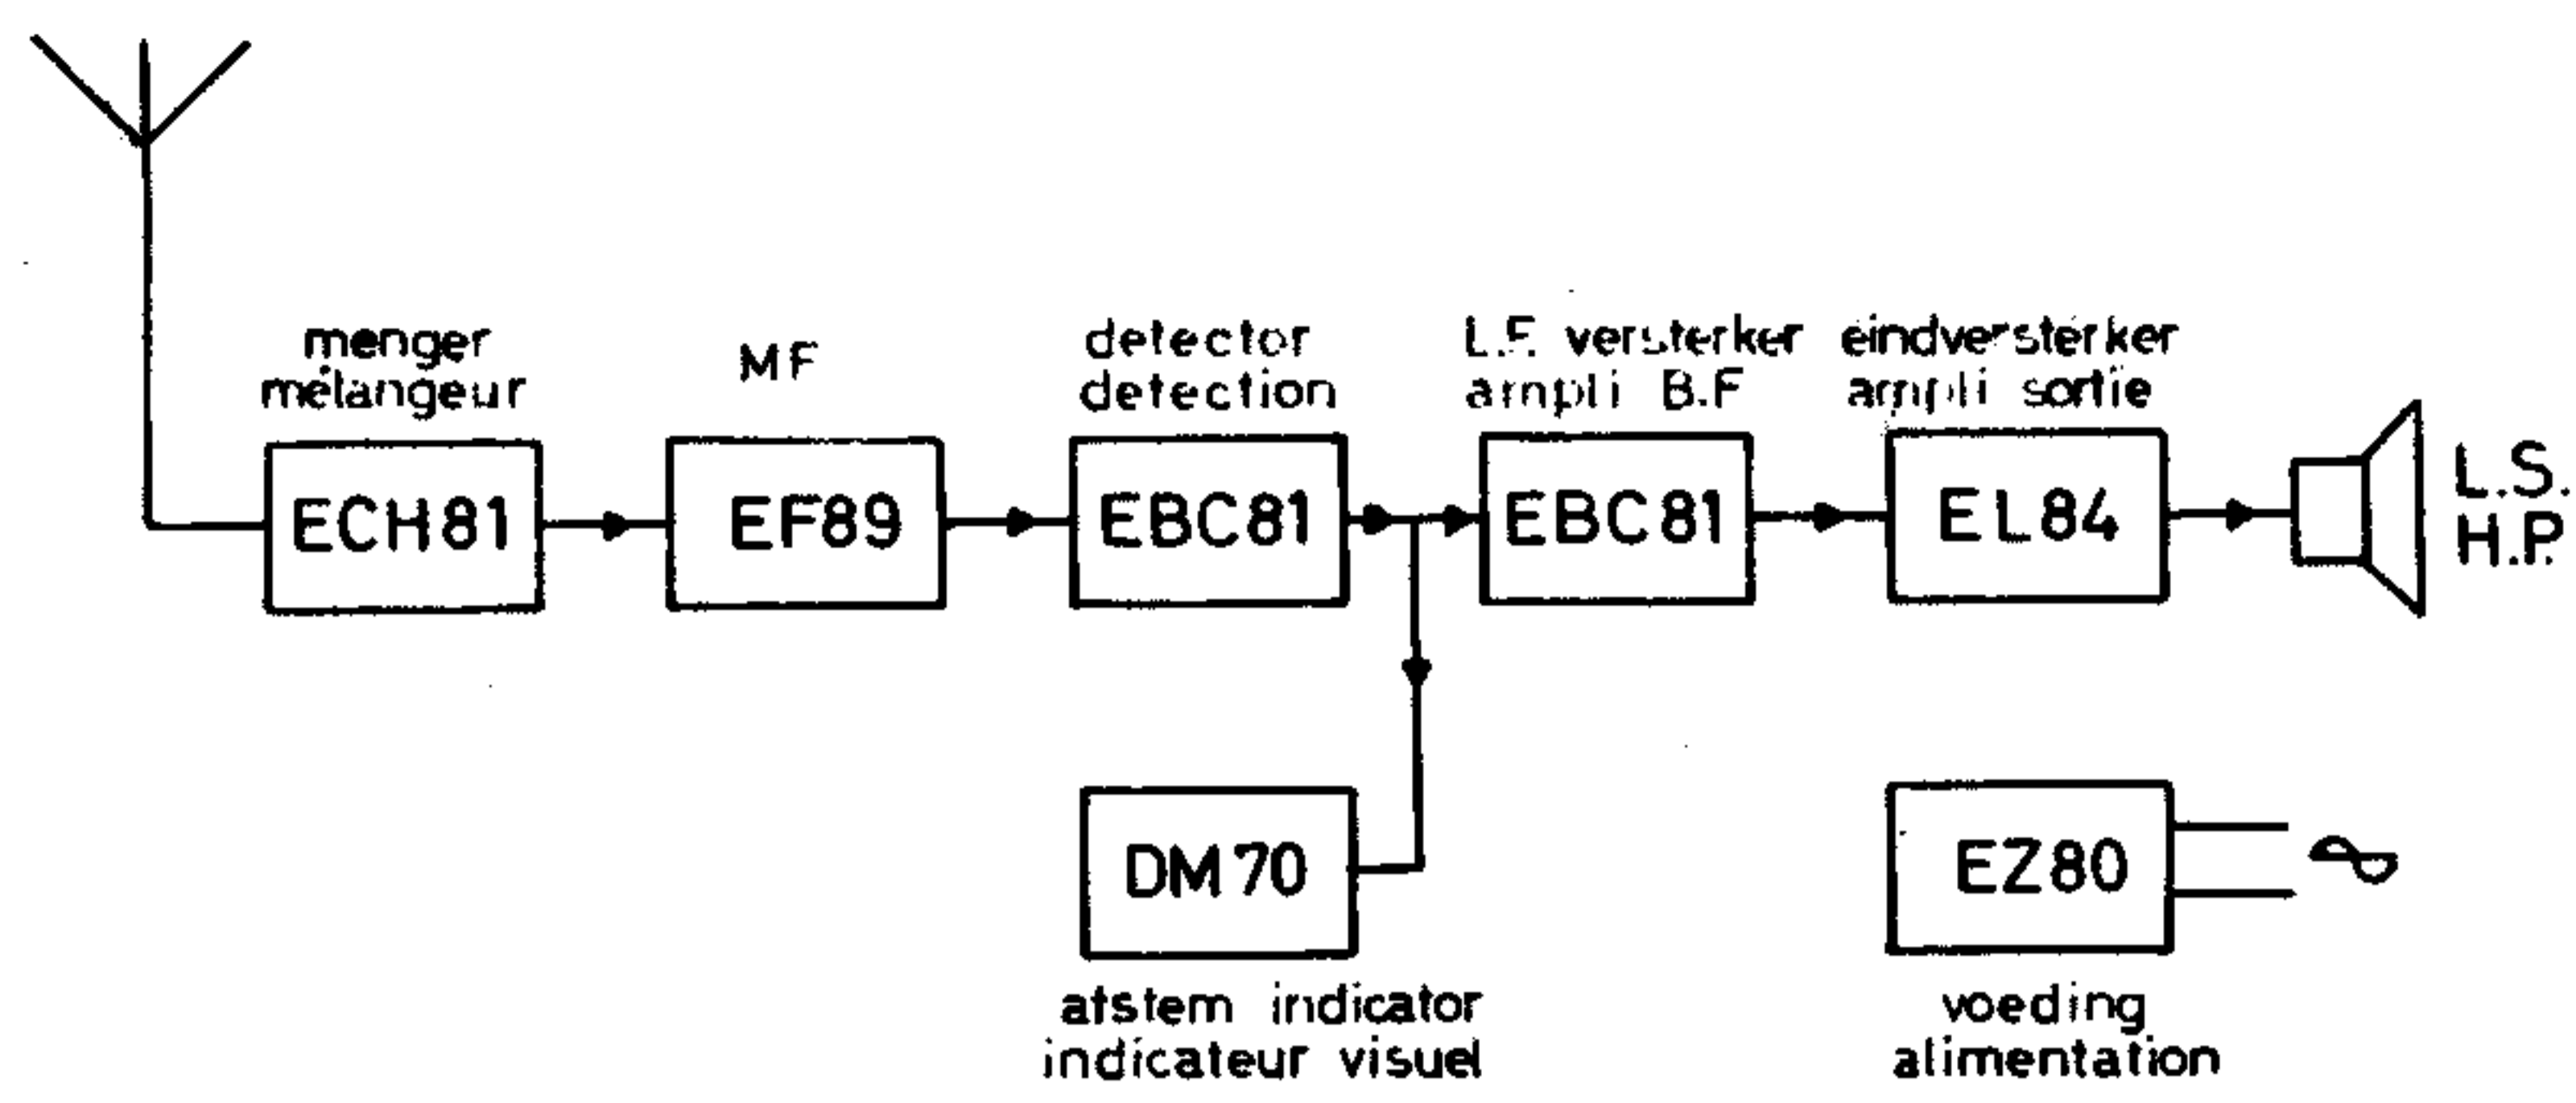 menger
mélangeur
MF
detector
detection
L.F. versterker
ampli B.F
eindversterker
ampli sortie
ECH81
EF89
EBC81
EBC81
EL84
L.S.
H.P.
DM70
EZ80
afstem indicator
indicateur visuel
voeding
alimentation